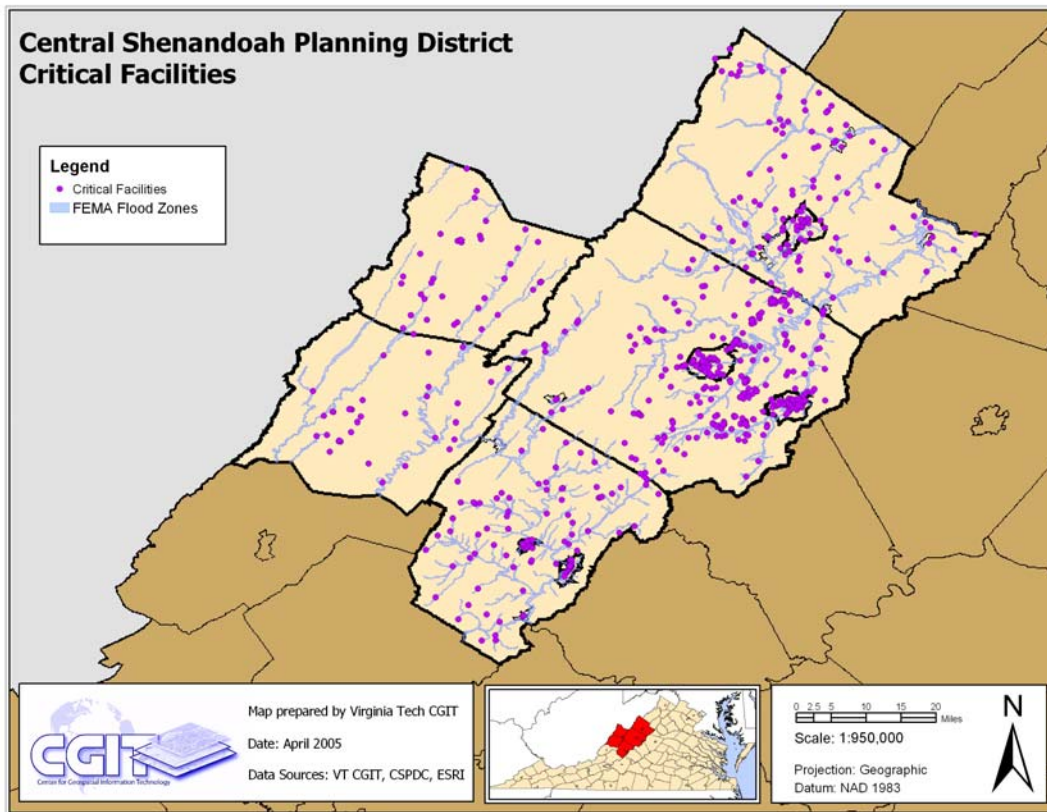 Central Shenandoah Planning District
Critical Facilities
Legend
Critical Facilities
FEMA Flood Zones
CGIT
Center for Geospatial Information Technology
Map prepared by Virginia Tech CGIT
Date: April 2005
Data Sources: VT CGIT, CSPDC, ESRI
0 2.5 5 10 15 20
Miles
Scale: 1:950,000
Projection: Geographic
Datum: NAD 1983
N